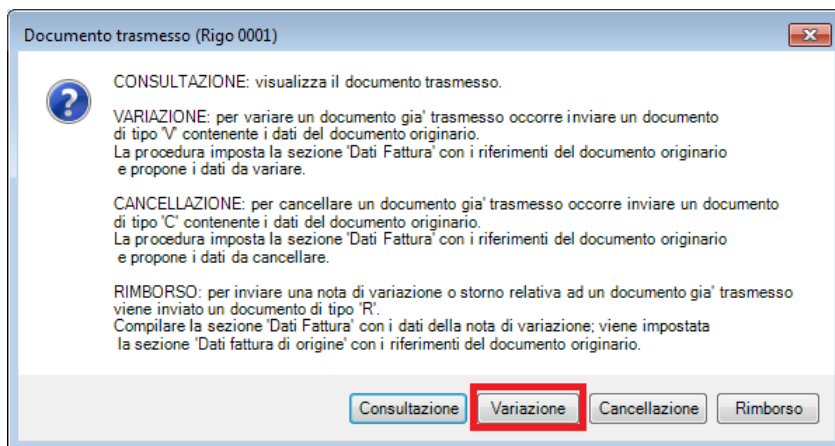 Documento trasmesso (Rigo 0001)
CONSULTAZIONE: visualizza il documento trasmesso.
VARIAZIONE: per variare un documento gia' trasmesso occorre inviare un documento
di tipo 'V' contenente i dati del documento originario.
La procedura imposta la sezione 'Dati Fattura' con i riferimenti del documento originario
e propone i dati da variare.
CANCELLAZIONE: per cancellare un documento gia' trasmesso occorre inviare un documento
di tipo 'C' contenente i dati del documento originario.
La procedura imposta la sezione 'Dati Fattura' con i riferimenti del documento originario
e propone i dati da cancellare.
RIMBORSO: per inviare una nota di variazione o storno relativa ad un documento gia' trasmesso
viene inviato un documento di tipo 'R'.
Compilare la sezione 'Dati Fattura' con i dati della nota di variazione; viene impostata
la sezione 'Dati fattura di origine' con i riferimenti del documento originario.
Consultazione Variazione Cancellazione Rimborso